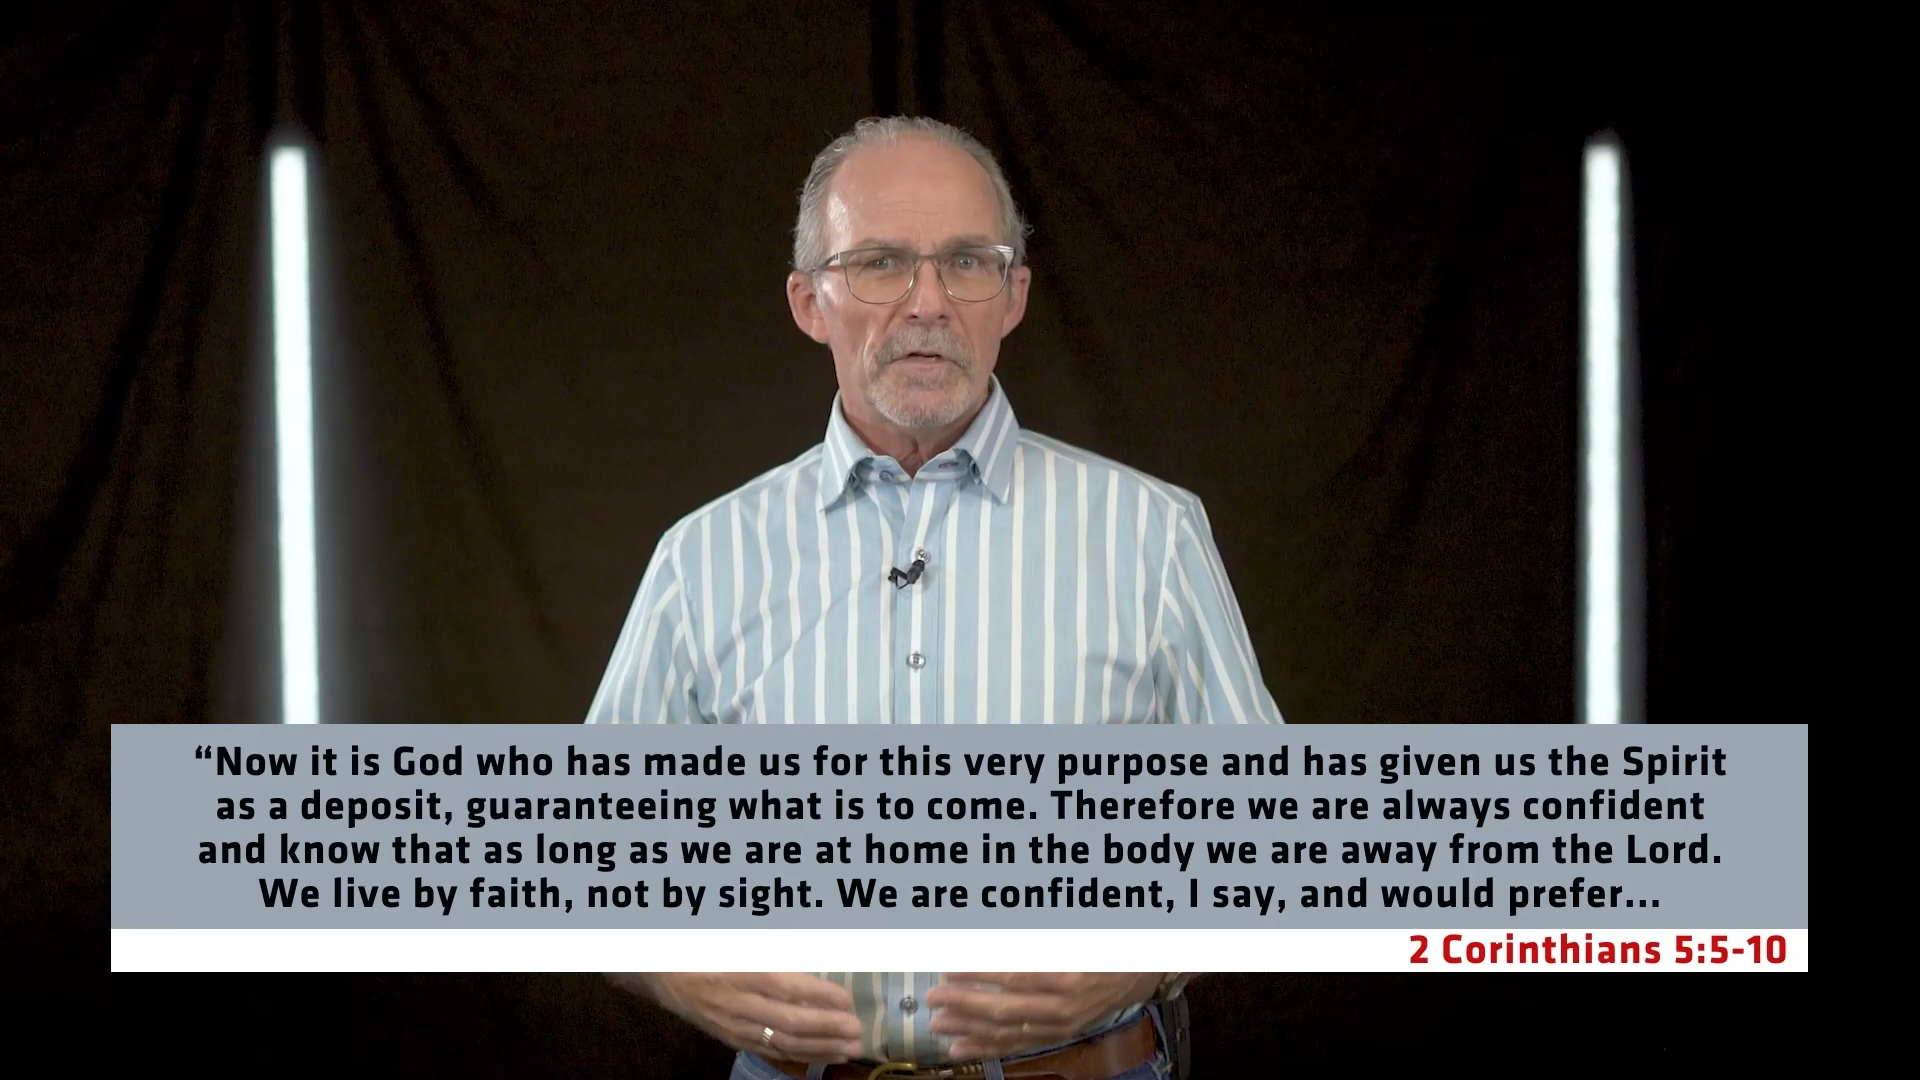 “Now it is God who has made us for this very purpose and has given us the Spirit
as a deposit, guaranteeing what is to come. Therefore we are always confident
and know that as long as we are at home in the body we are away from the Lord.
We live by faith, not by sight. We are confident, I say, and would prefer...
2 Corinthians 5:5-10